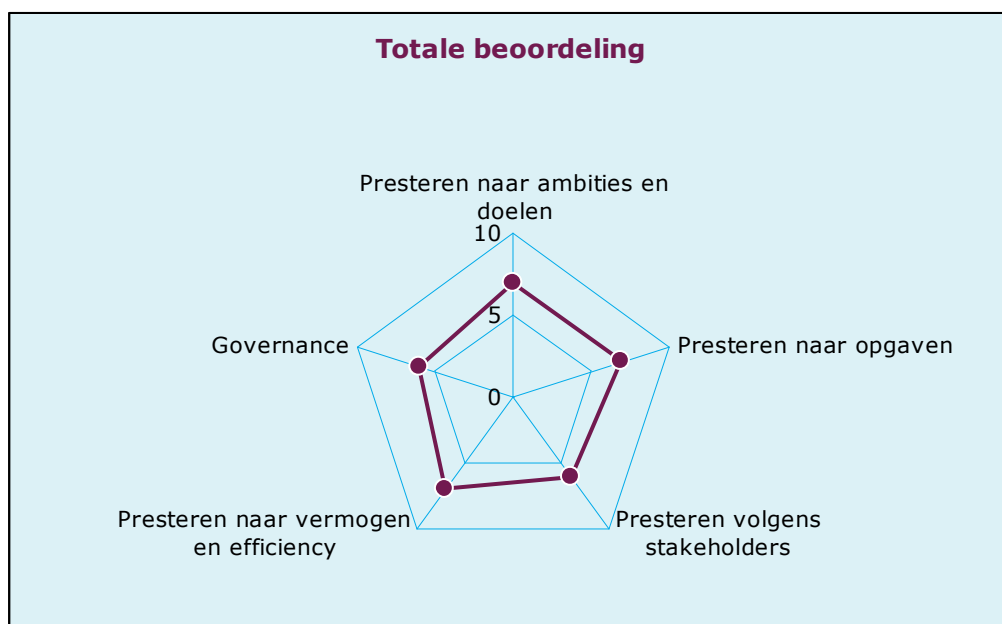 Totale beoordeling
Presteren naar ambities en
doelen
10
5
0
Governance
Presteren naar opgaven
Presteren naar vermogen
en efficiency
Presteren volgens
stakeholders